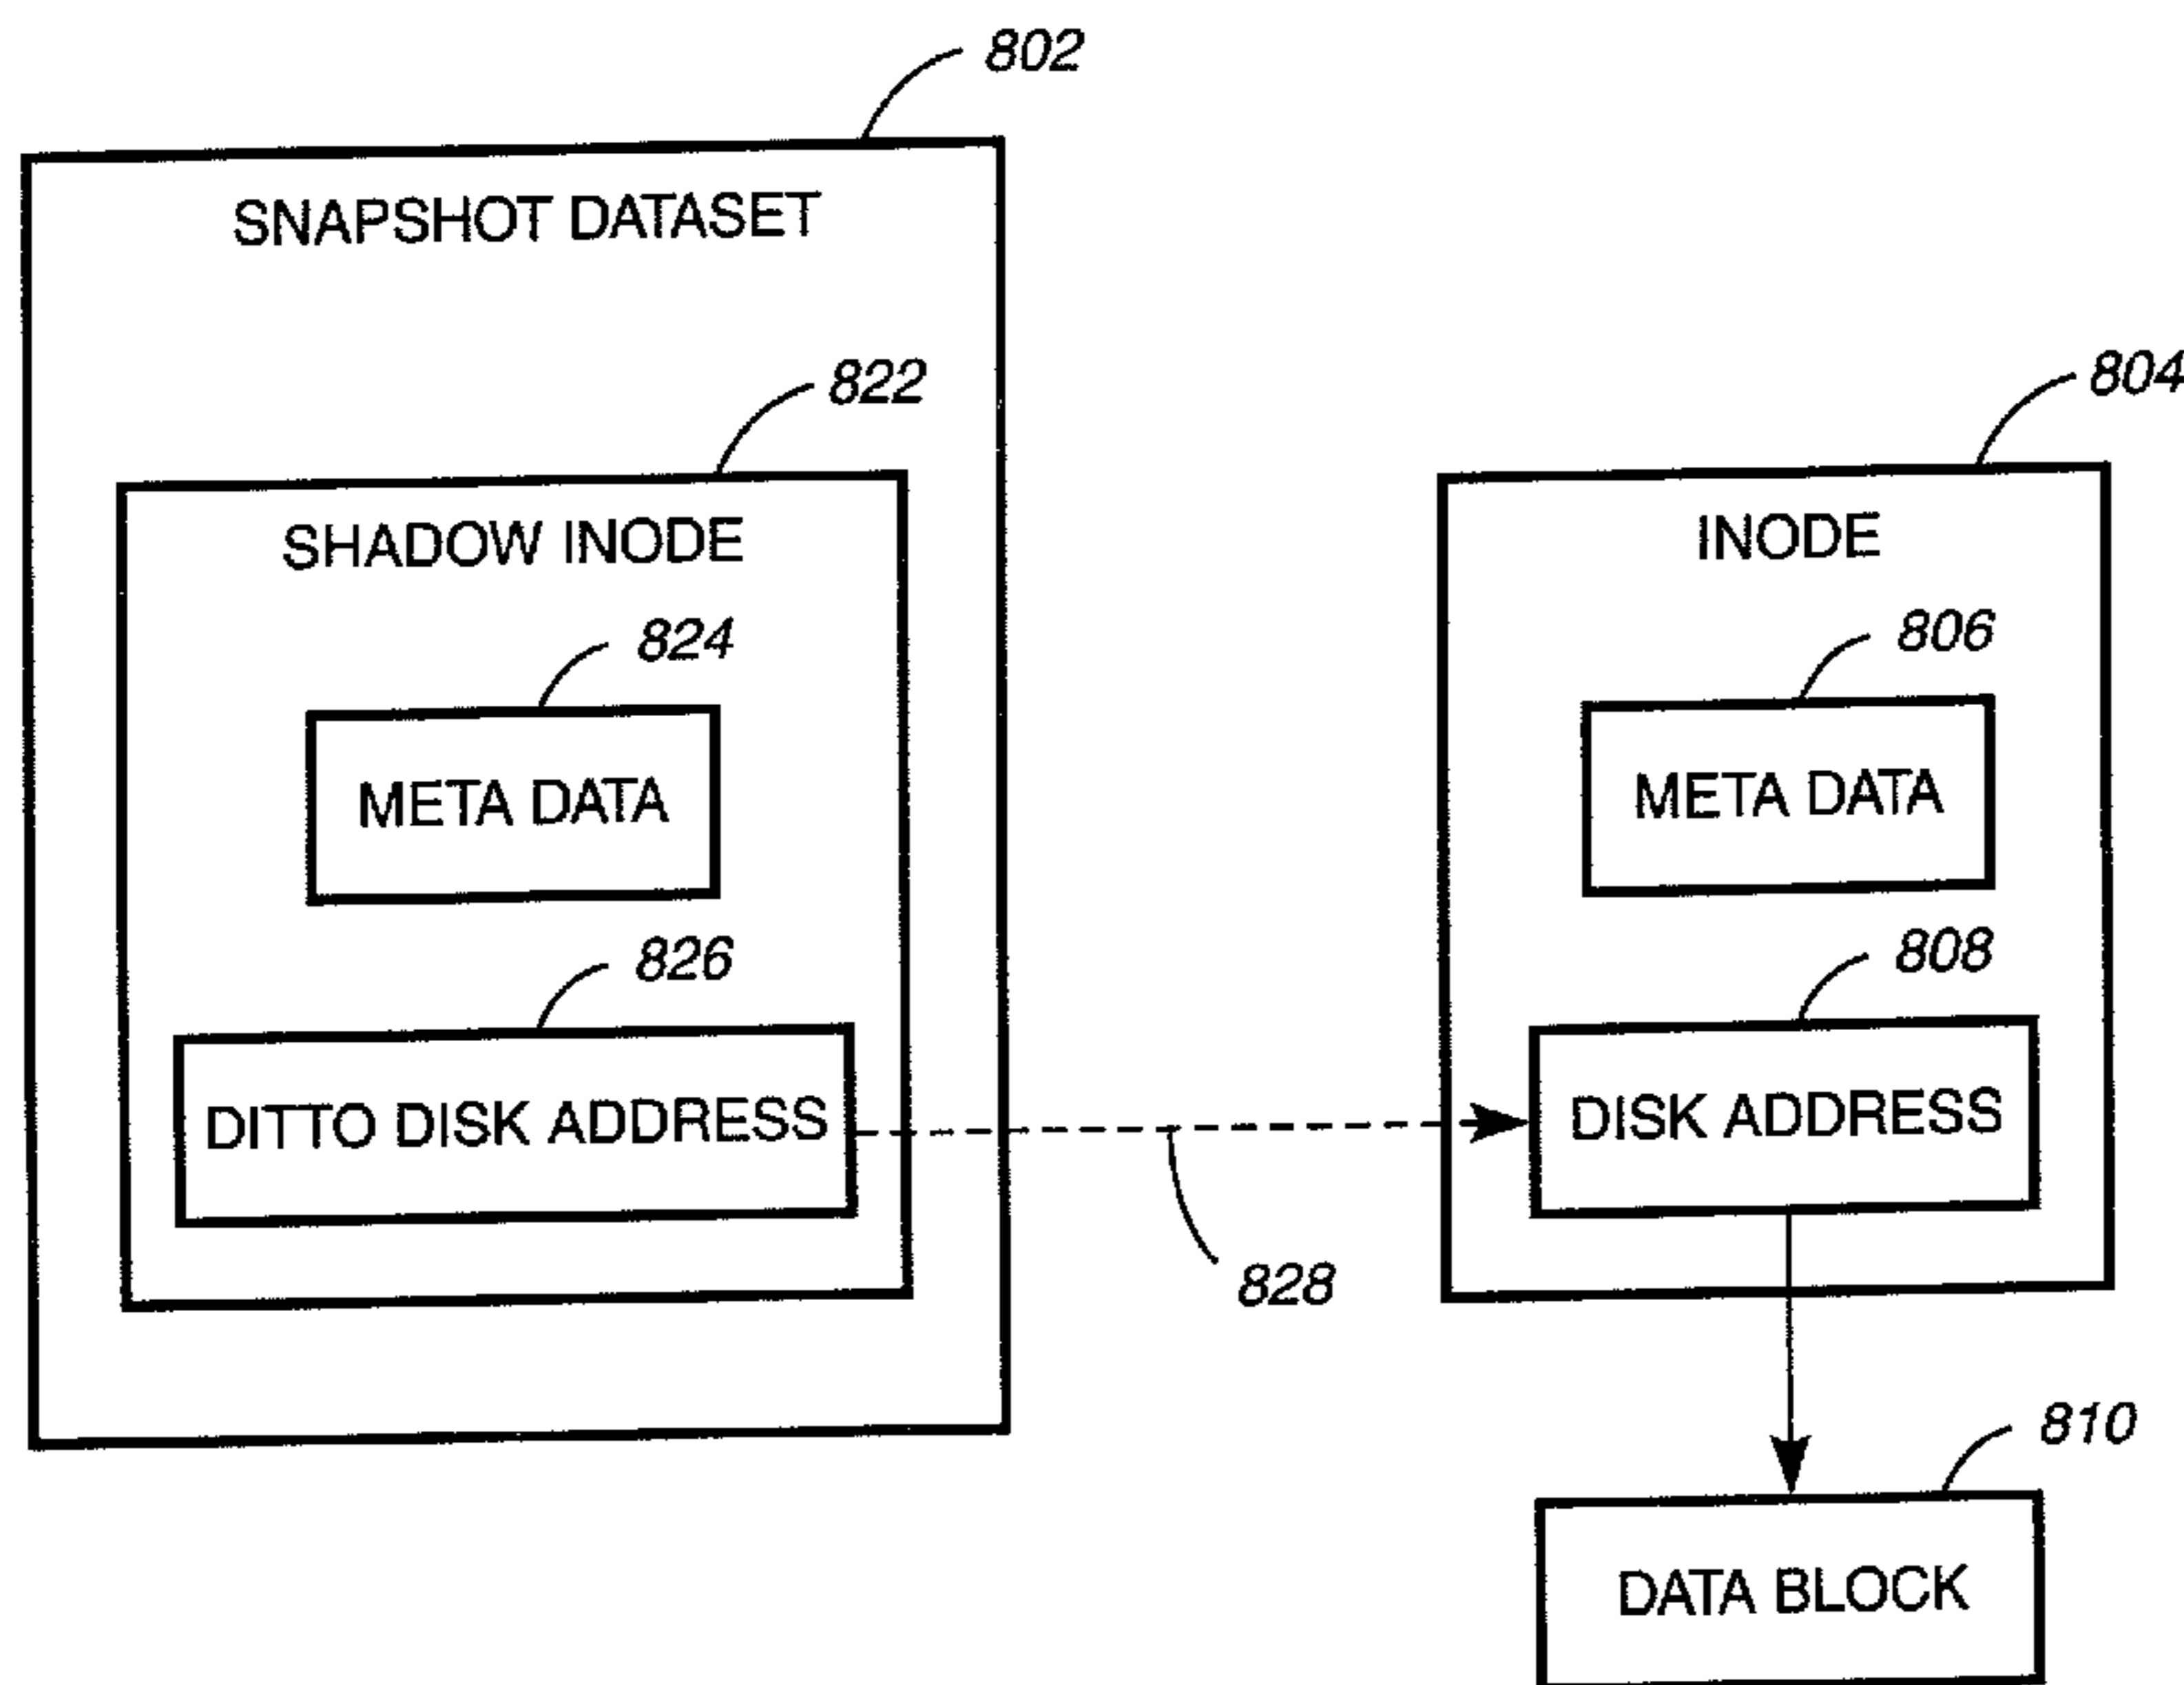 802
SNAPSHOT DATASET
822
804
SHADOW INODE
INODE
824
806
META DATA
META DATA
826
808
DITTO DISK ADDRESS
DISK ADDRESS
828
810
DATA BLOCK